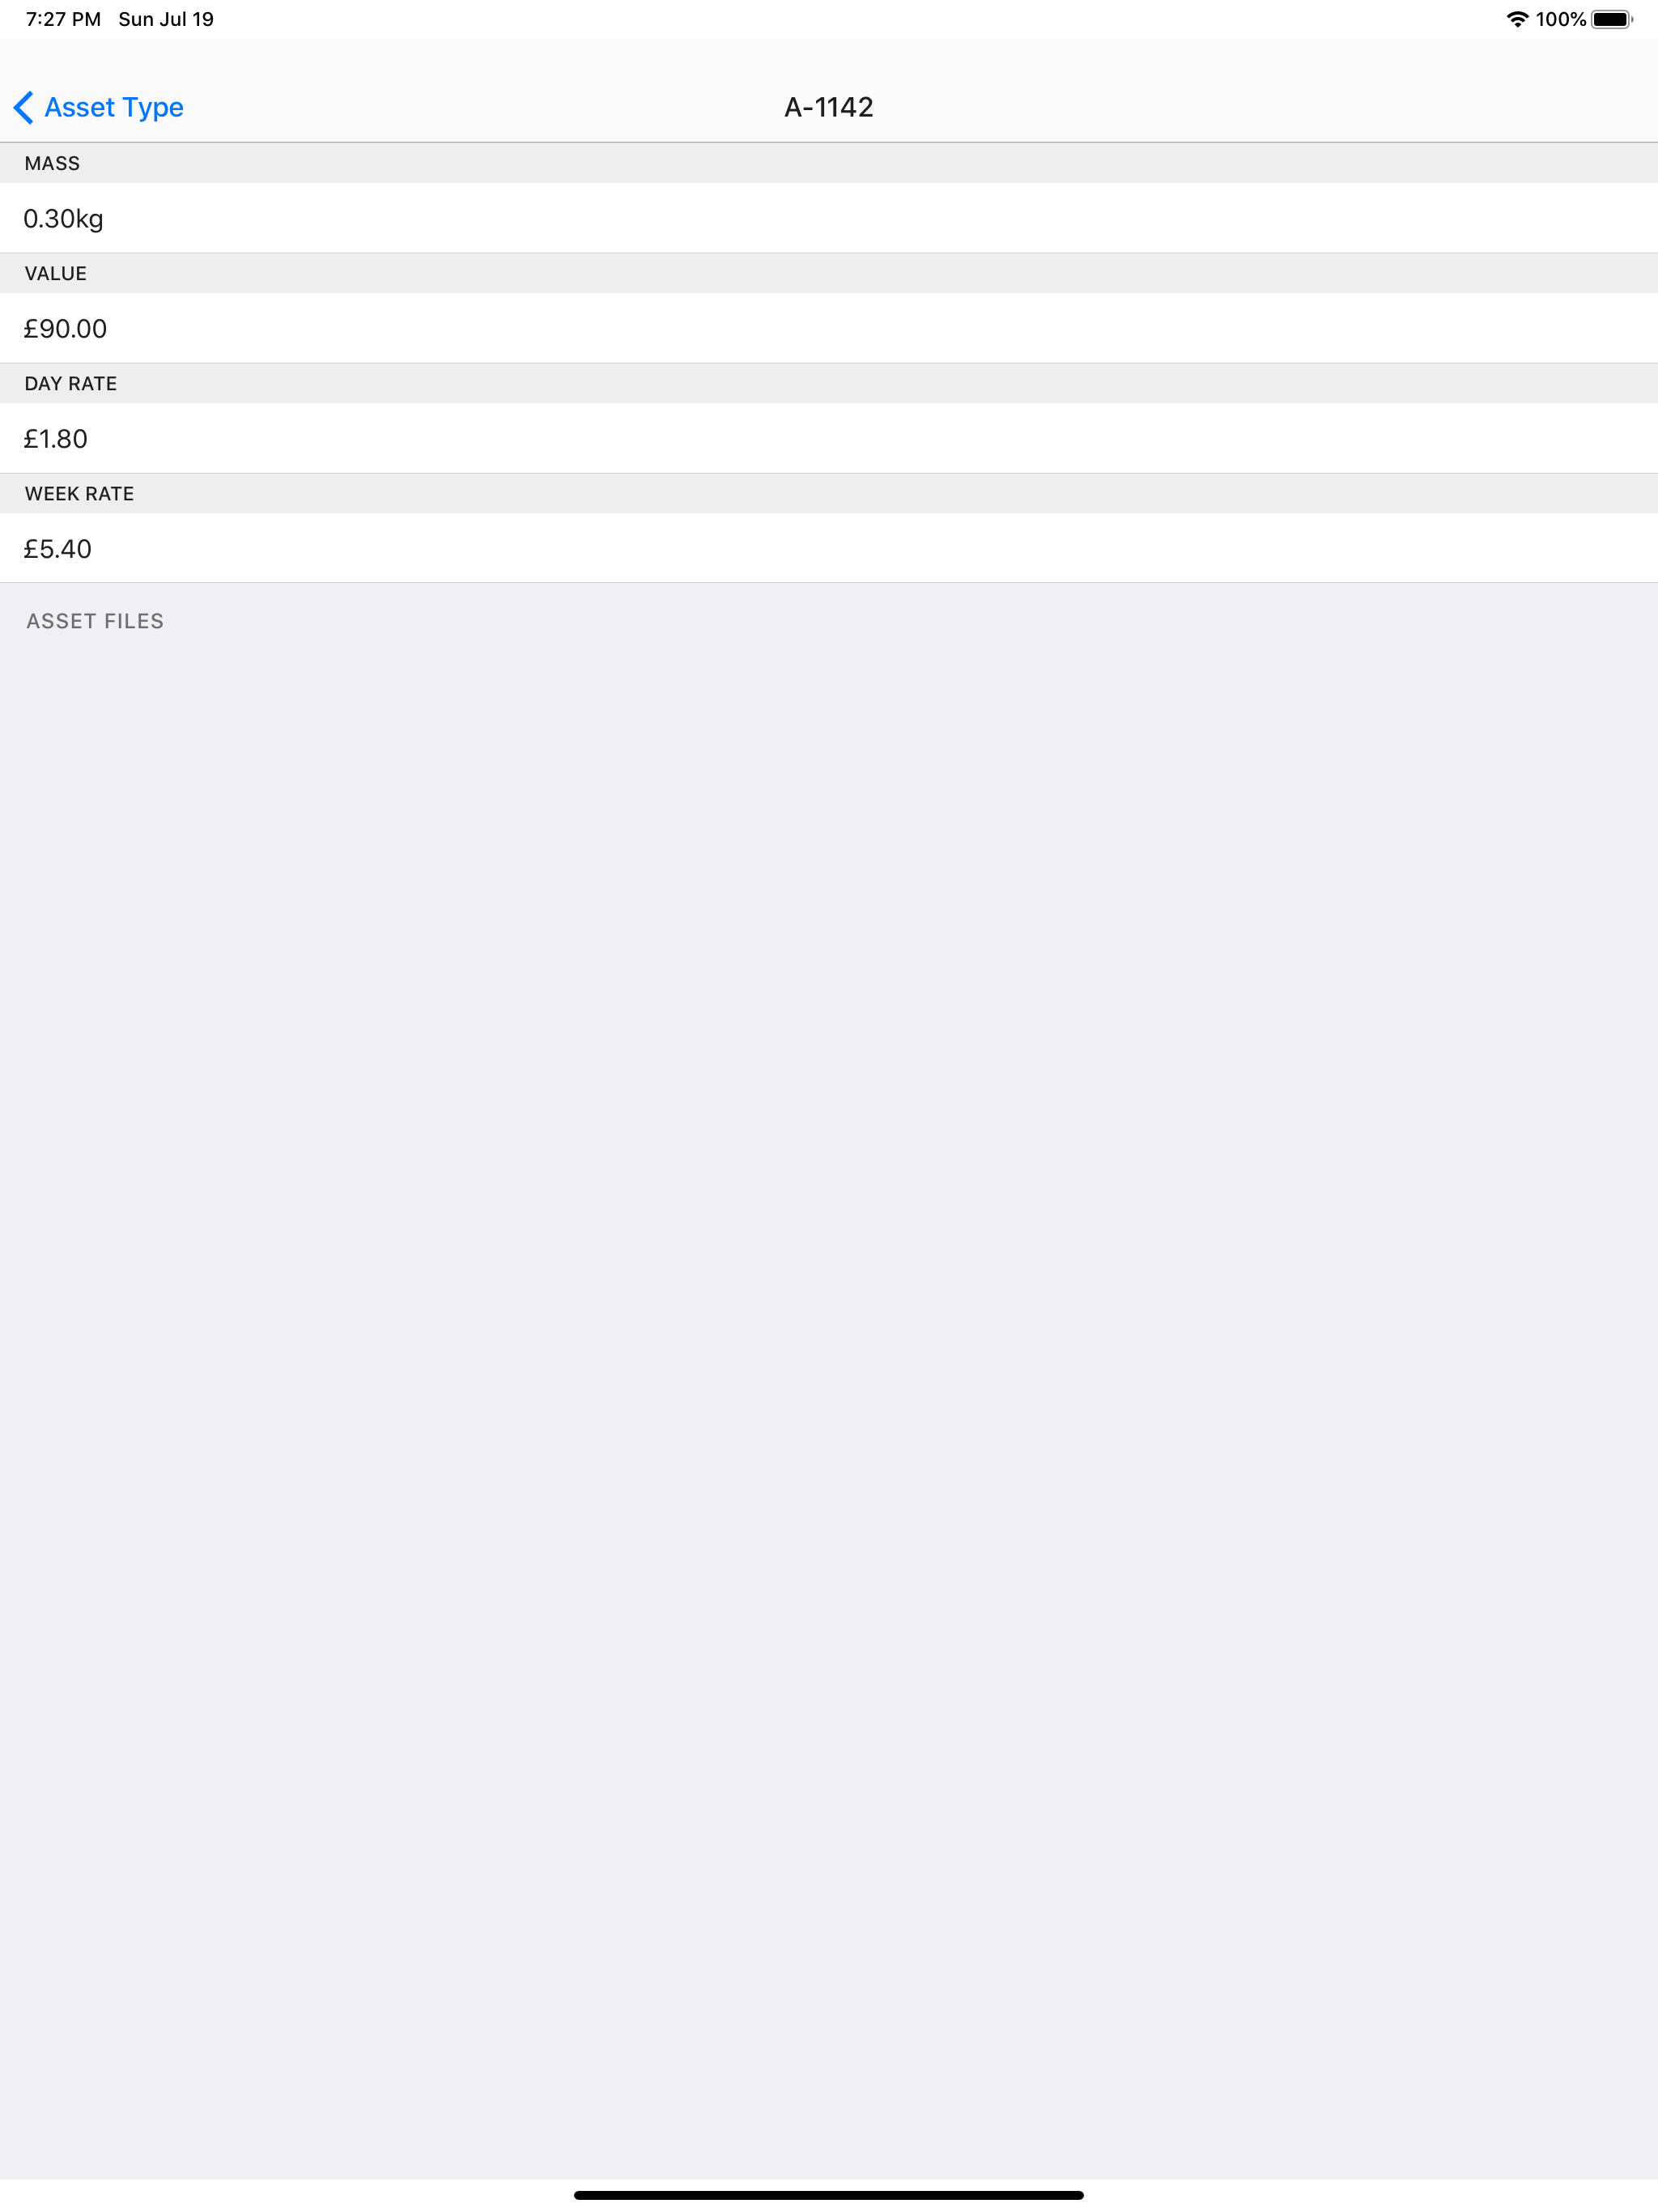 7:27 PM Sun Jul 19 100%
Asset Type A-1142
MASS
0.30kg
VALUE
£90.00
DAY RATE
£1.80
WEEK RATE
£5.40
ASSET FILES